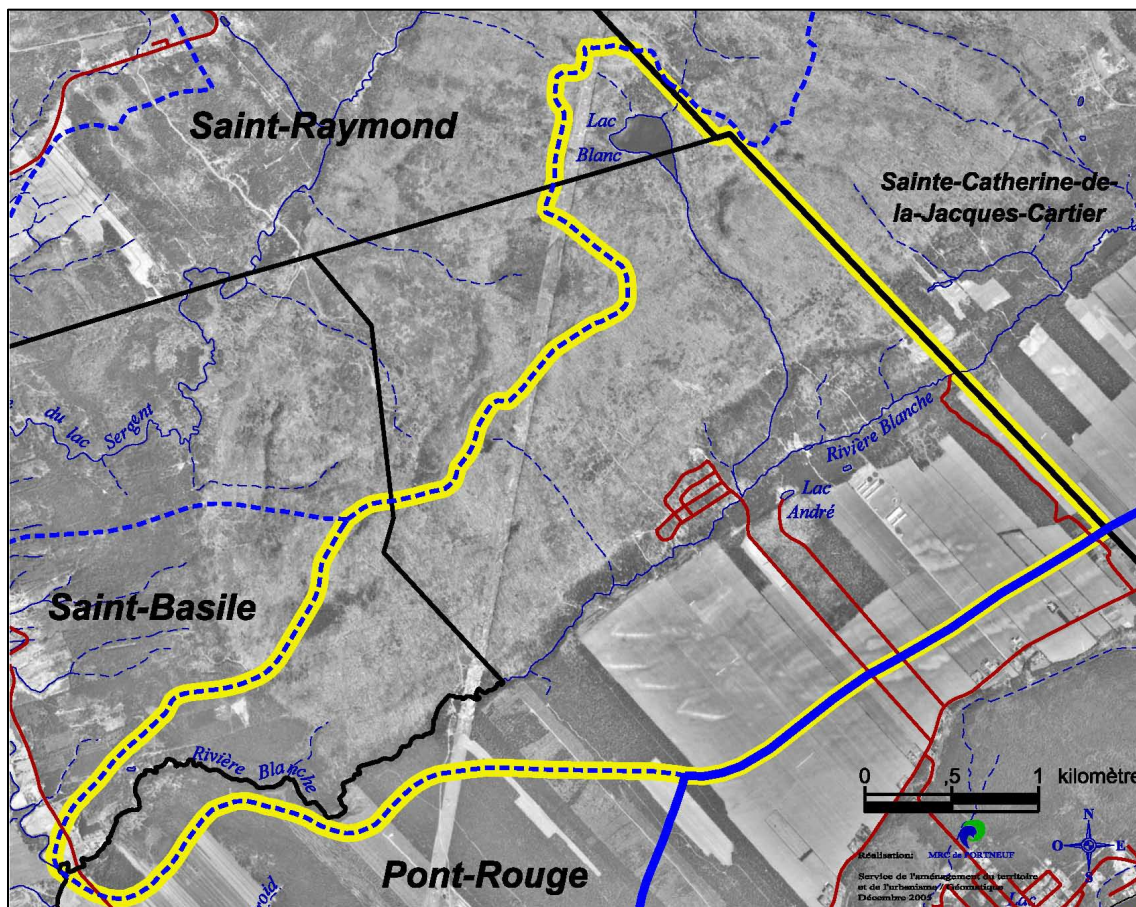 Saint-Raymond
Lac
Blanc
Sainte-Catherine-de-
la-Jacques-Cartier
du lac Sergent
Rivière Blanche
Lac
André
Saint-Basile
Rivière Blanche
Pont-Rouge
0 ,5 1 kilomètre
N
O E
S
Réalisation: MRC de PORTNEUF
Service de l'aménagement du territoire
et de l'urbanisme / Géomatique
Décembre 2005
Lac